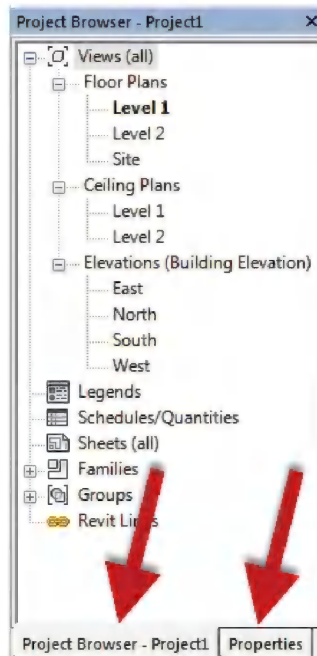 Project Browser - Project1
Views (all)
Floor Plans
Level 1
Level 2
Site
Ceiling Plans
Level 1
Level 2
Elevations (Building Elevation)
East
North
South
West
Legends
Schedules/Quantities
Sheets (all)
Families
Groups
Revit Links
Project Browser - Project1 Properties